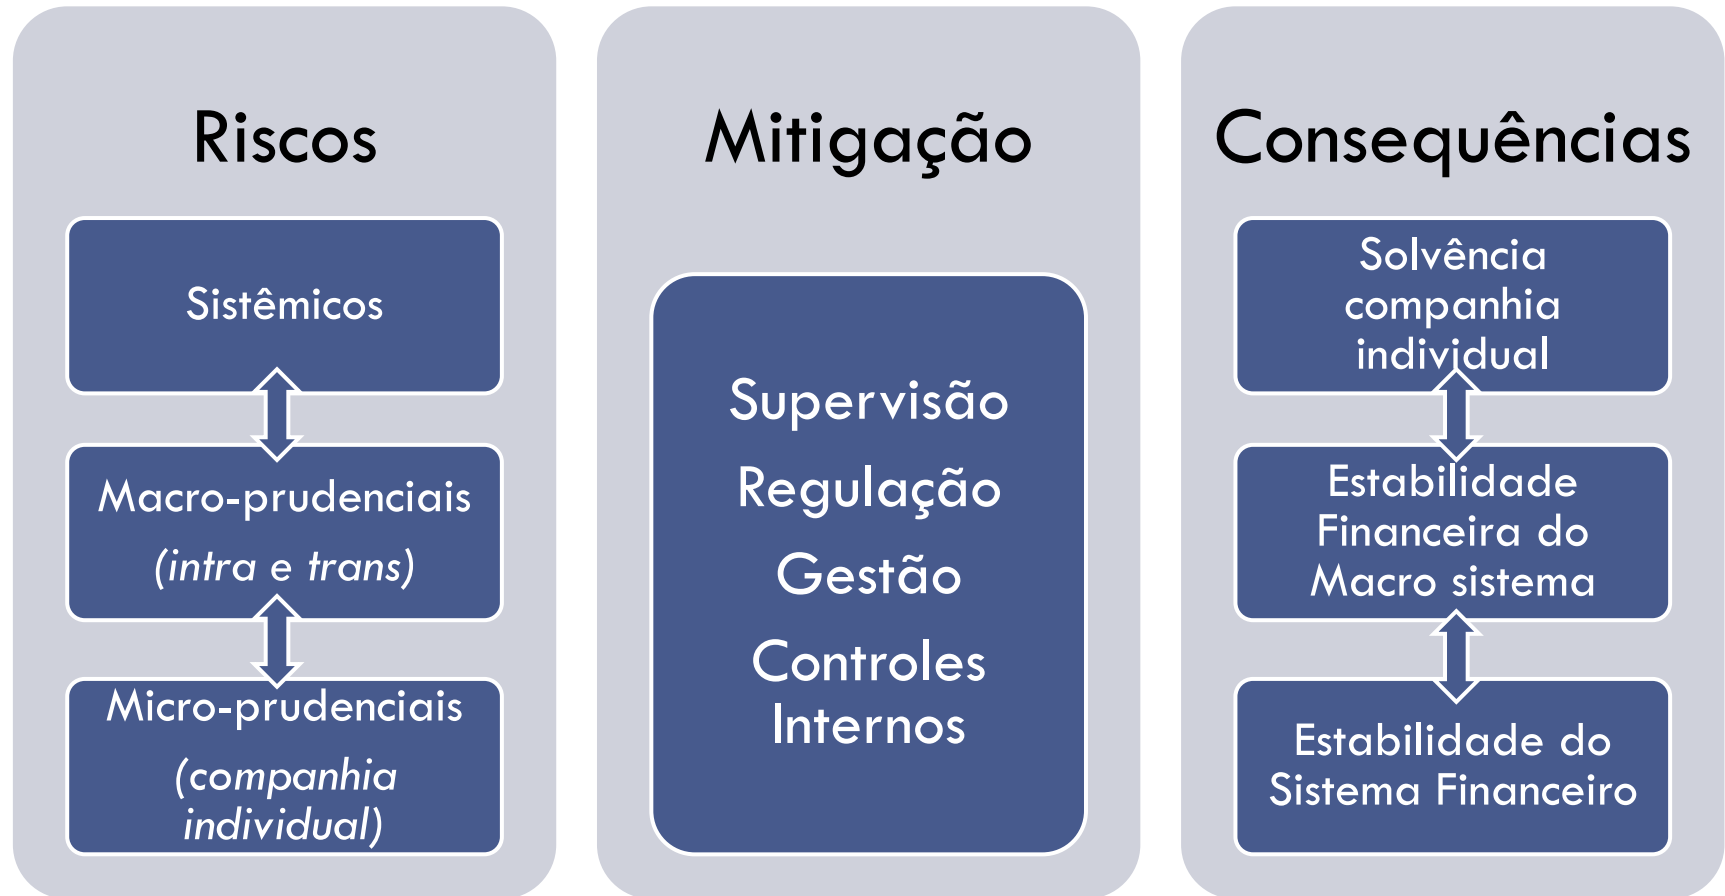 Riscos
Sistêmicos
Macro-prudenciais
(intra e trans)
Micro-prudenciais
(companhia
individual)
Mitigação
Supervisão
Regulação
Gestão
Controles
Internos
Consequências
Solvência
companhia
individual
Estabilidade
Financeira do
Macro sistema
Estabilidade do
Sistema Financeiro